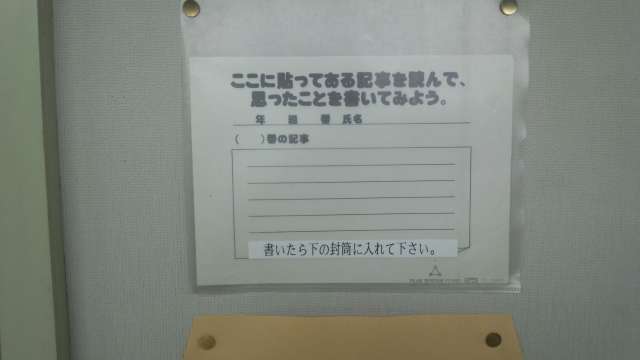 ここに貼ってある記事を読んで、
思ったことを書いてみよう。
年 組 番 氏名
( )番の記事
書いたら下の封筒に入れて下さい。